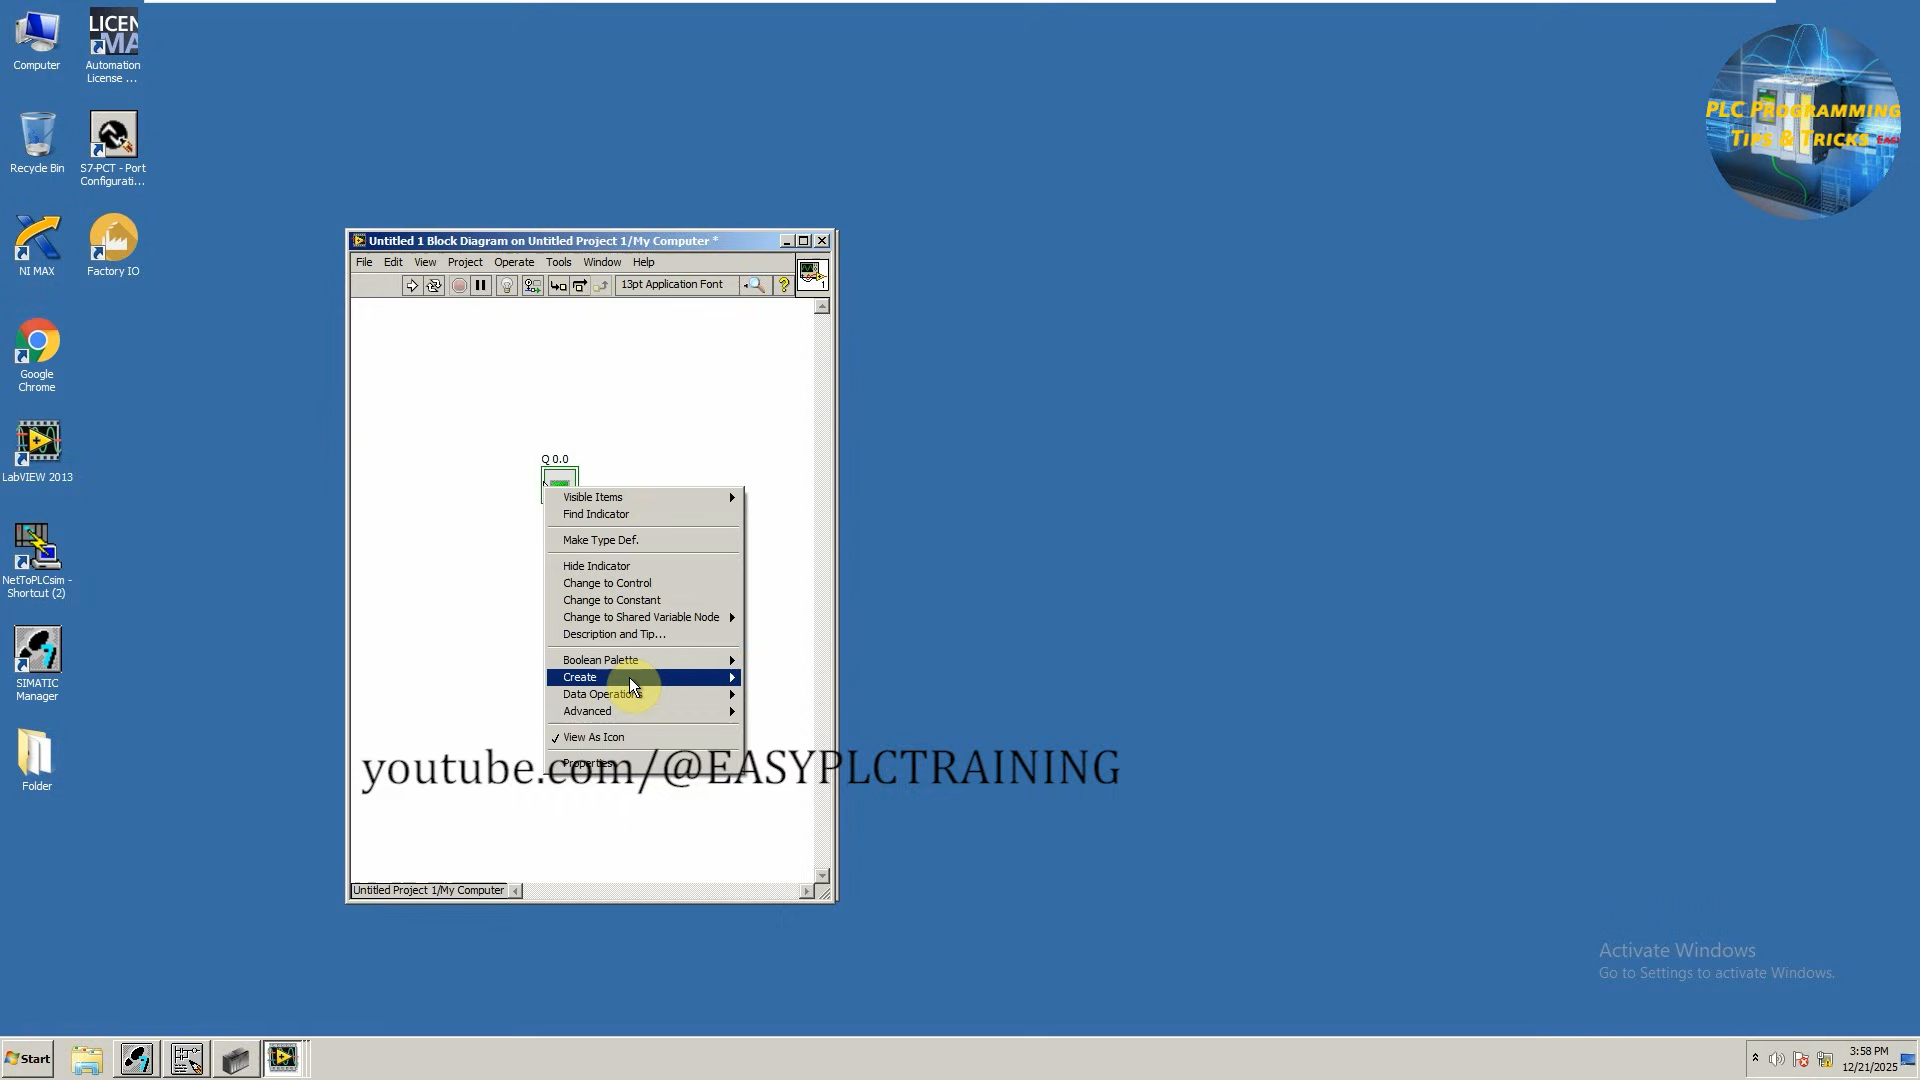 Computer
LICEN
MA
Automation
License ...
Recycle Bin
S7-PCT - Port
Configurati...
NI MAX
Factory IO
Google
Chrome
LabVIEW 2013
NetToPLCsim -
Shortcut (2)
SIMATIC
Manager
Folder
PLC Programming
Tips & Tricks Easy
Untitled 1 Block Diagram on Untitled Project 1/My Computer *
File Edit View Project Operate Tools Window Help
13pt Application Font
1
Q 0.0
Visible Items
Find Indicator
Make Type Def.
Hide Indicator
Change to Control
Change to Constant
Change to Shared Variable Node
Description and Tip...
Boolean Palette
Create
Data Operations
Advanced
View As Icon
Properties
youtube.com/@EASYPLCTRAINING
Untitled Project 1/My Computer
Activate Windows
Go to Settings to activate Windows.
Start
3:58 PM
12/21/2025